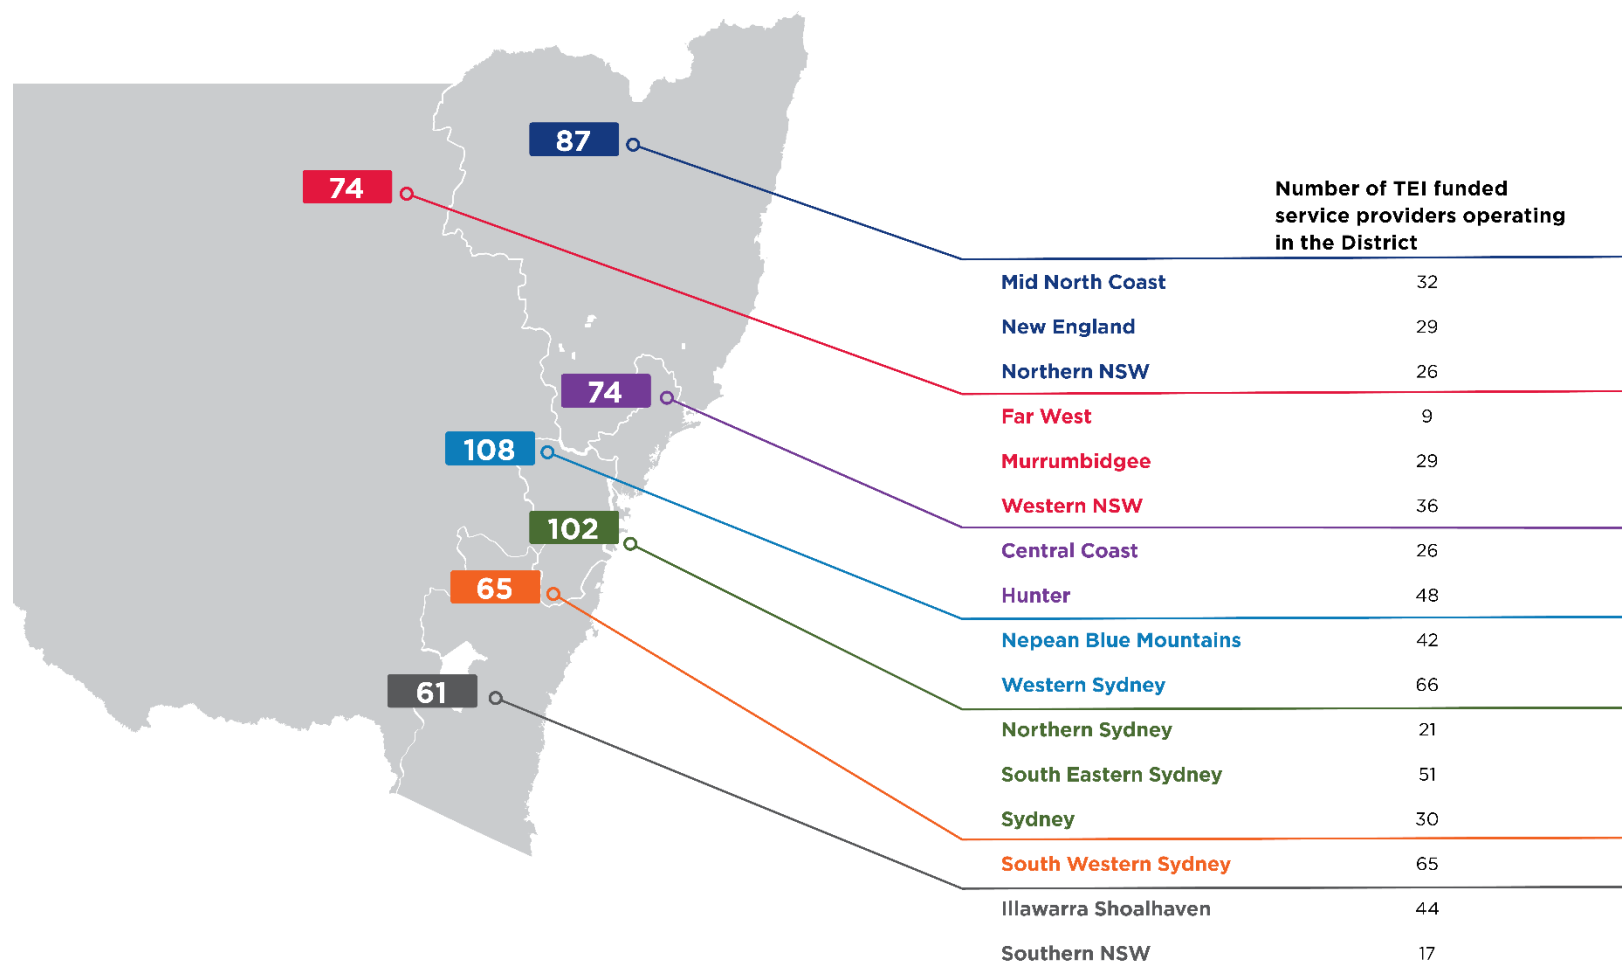 87
74
74
108
102
65
61
Number of TEI funded
service providers operating
in the District
Mid North Coast 32
New England 29
Northern NSW 26
Far West 9
Murrumbidgee 29
Western NSW 36
Central Coast 26
Hunter 48
Nepean Blue Mountains 42
Western Sydney 66
Northern Sydney 21
South Eastern Sydney 51
Sydney 30
South Western Sydney 65
Illawarra Shoalhaven 44
Southern NSW 17